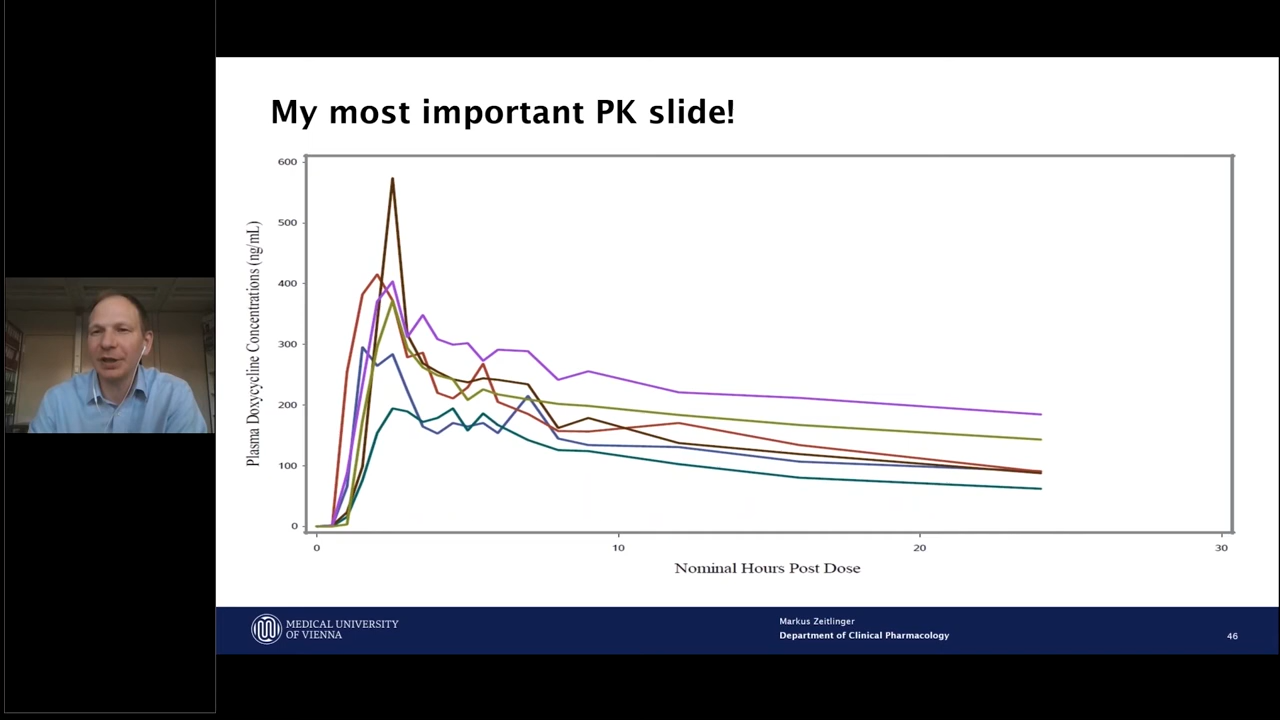 My most important PK slide!
600
500
400
300
200
100
0
Plasma Doxycycline Concentrations (ng/mL)
0 10 20 30
Nominal Hours Post Dose
MEDICAL UNIVERSITY
OF VIENNA
Markus Zeitlinger
Department of Clinical Pharmacology
46